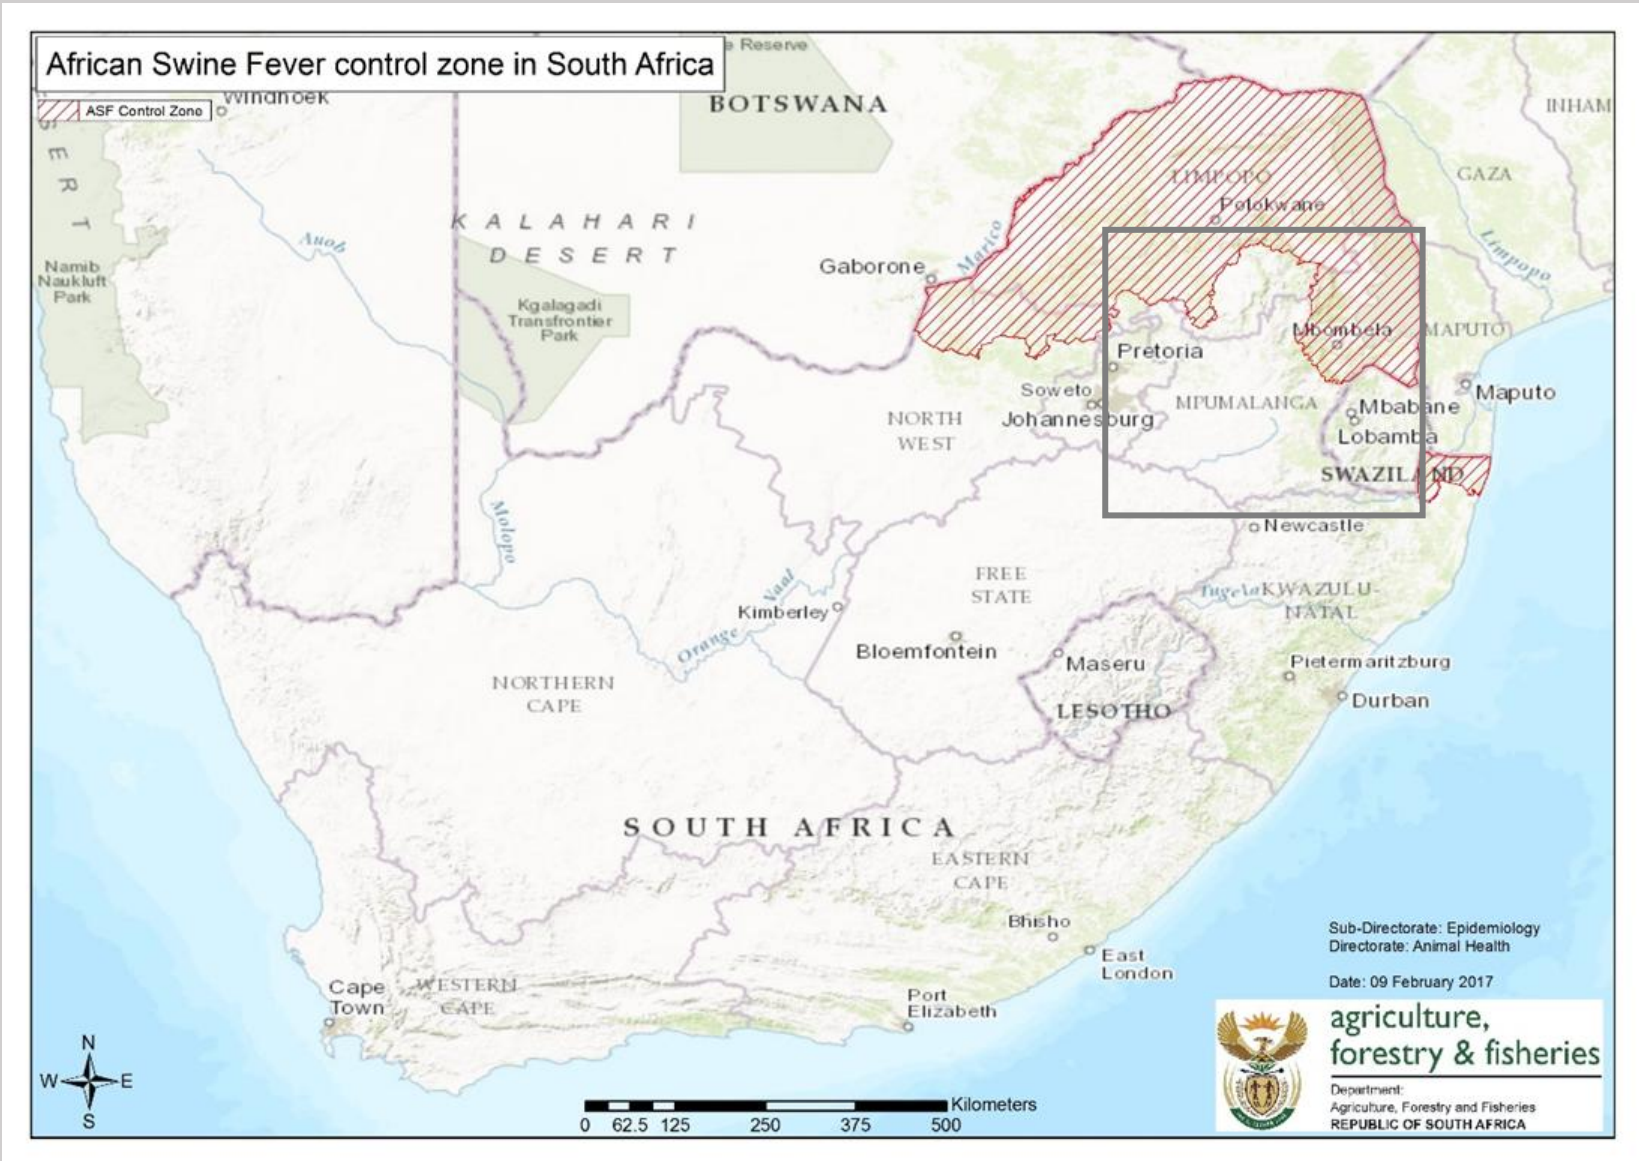 African Swine Fever control zone in South Africa
ASF Control Zone
Windhoek
e Reserve
BOTSWANA
INHAM
SERT
LIMPOPO
GAZA
Polokwane
KALAHARI
DESERT
Auob
Marico
Limpopo
Gaborone
Namib
Naukluft
Park
Kgalagadi
Transfrontier
Park
Mbombela
MAPUTO
Pretoria
Soweto
Johannesburg
MPUMALANGA
Maputo
Mbabane
Lobamba
NORTH
WEST
SWAZILAND
Molopo
Newcastle
FREE
STATE
Vaal
Tugela
KWAZULU-
NATAL
Kimberley
Orange
Bloemfontein
Maseru
Pietermaritzburg
NORTHERN
CAPE
LESOTHO
Durban
SOUTH AFRICA
EASTERN
CAPE
Bhisho
East
London
Cape
Town
WESTERN
CAPE
Port
Elizabeth
Sub-Directorate: Epidemiology
Directorate: Animal Health
Date: 09 February 2017
agriculture,
forestry & fisheries
Department:
Agriculture, Forestry and Fisheries
REPUBLIC OF SOUTH AFRICA
N
W E
S
Kilometers
0 62.5 125 250 375 500